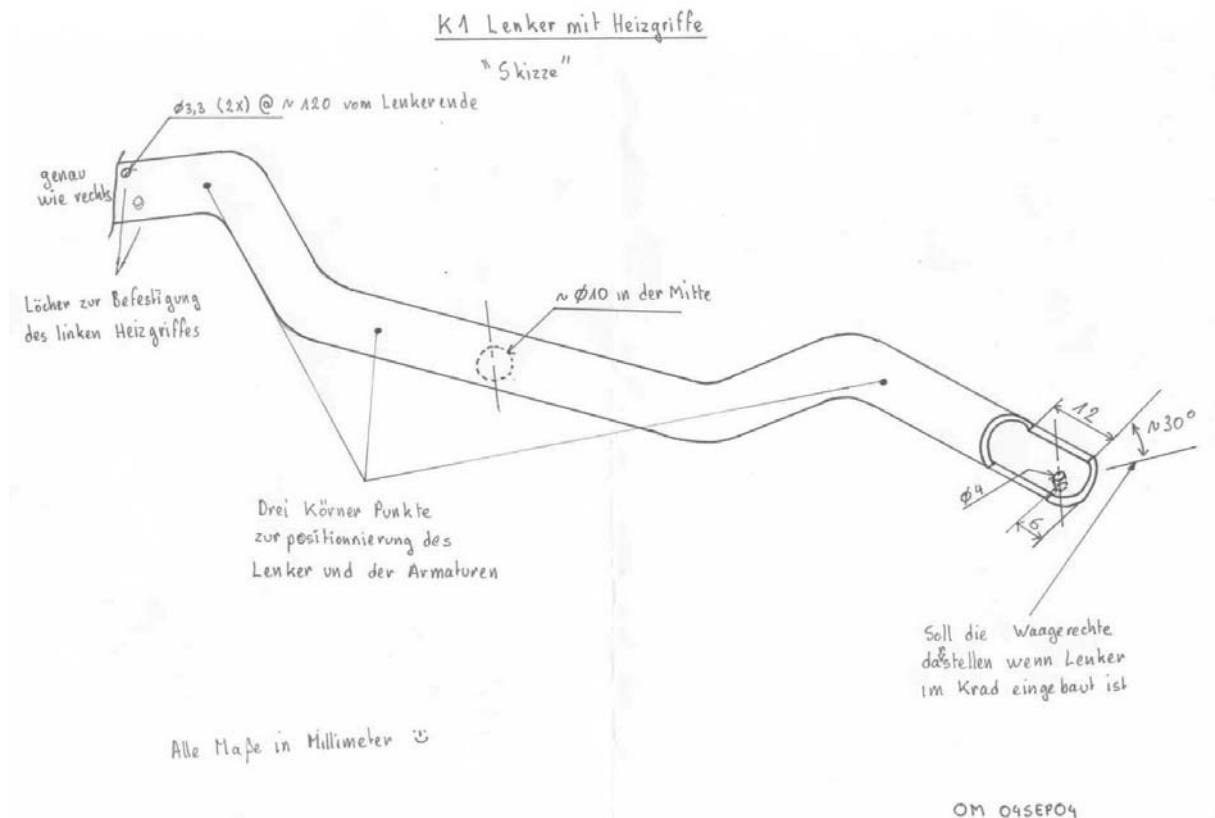 K1 Lenker mit Heizgriffe
"Skizze"
ø3,3 (2x) @ ~120 vom Lenkerende
genau
wie rechts
Löcher zur Befestigung
des linken Heizgriffes
~ ø10 in der Mitte
12
~30°
ø4
6
Drei Körner Punkte
zur positionnierung des
Lenker und der Armaturen
Soll die Waagerechte
darstellen wenn Lenker
im Krad eingebaut ist
Alle Maße in Millimeter ü
OM 04SEP04